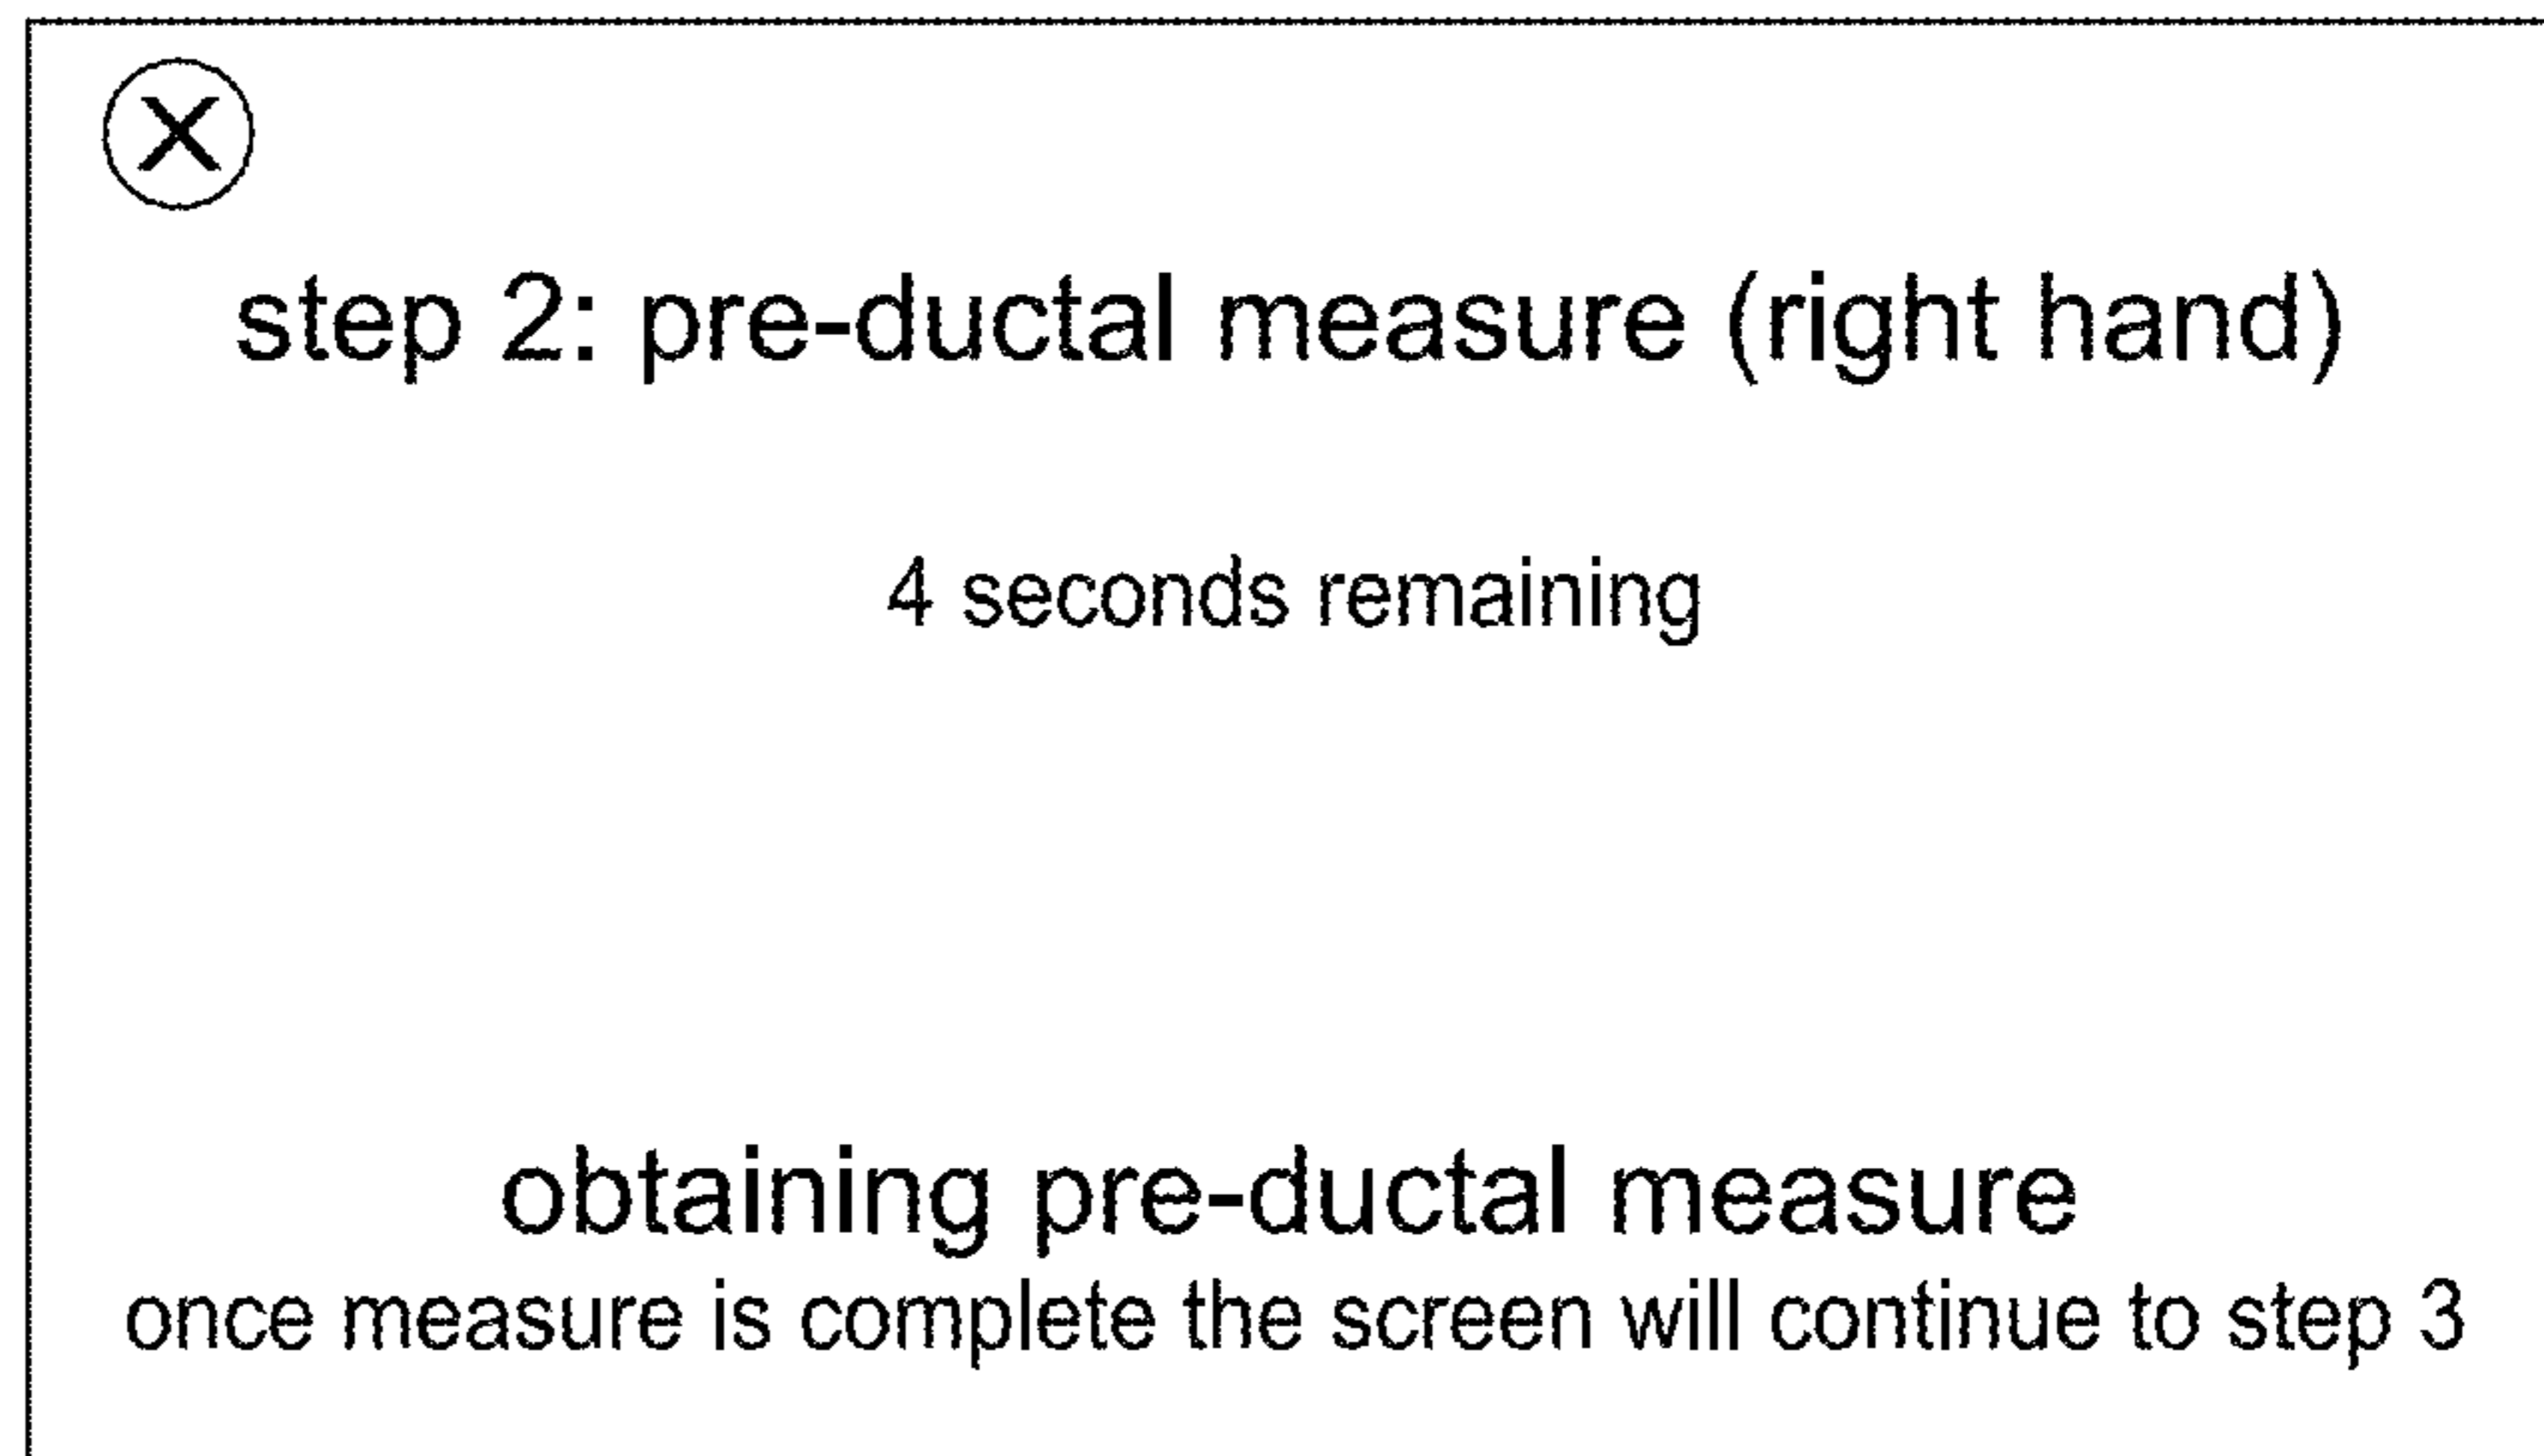 step 2: pre-ductal measure (right hand)
4 seconds remaining
obtaining pre-ductal measure
once measure is complete the screen will continue to step 3